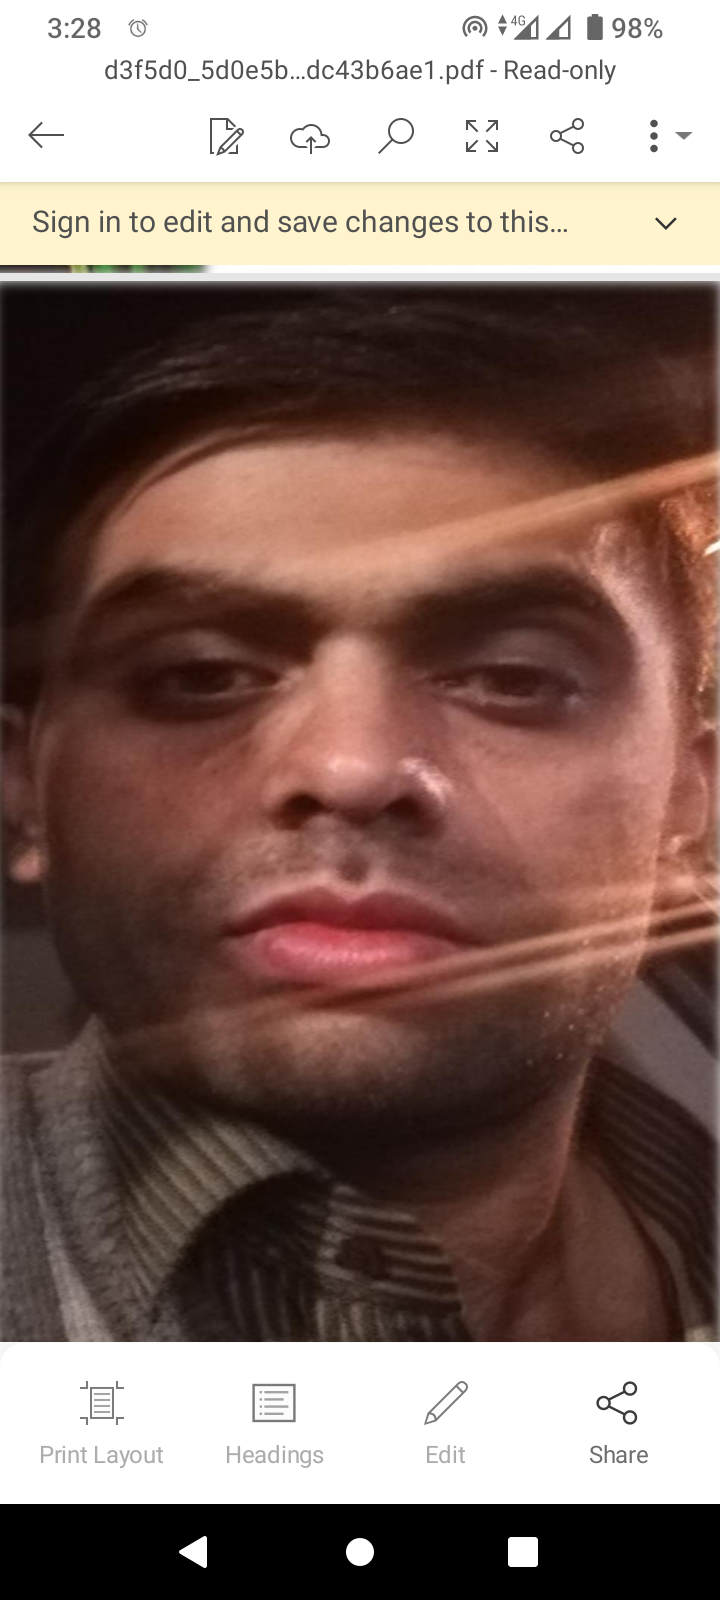 3:28 4G 98%
d3f5d0_5d0e5b...dc43b6ae1.pdf - Read-only
Sign in to edit and save changes to this...
Print Layout Headings Edit Share